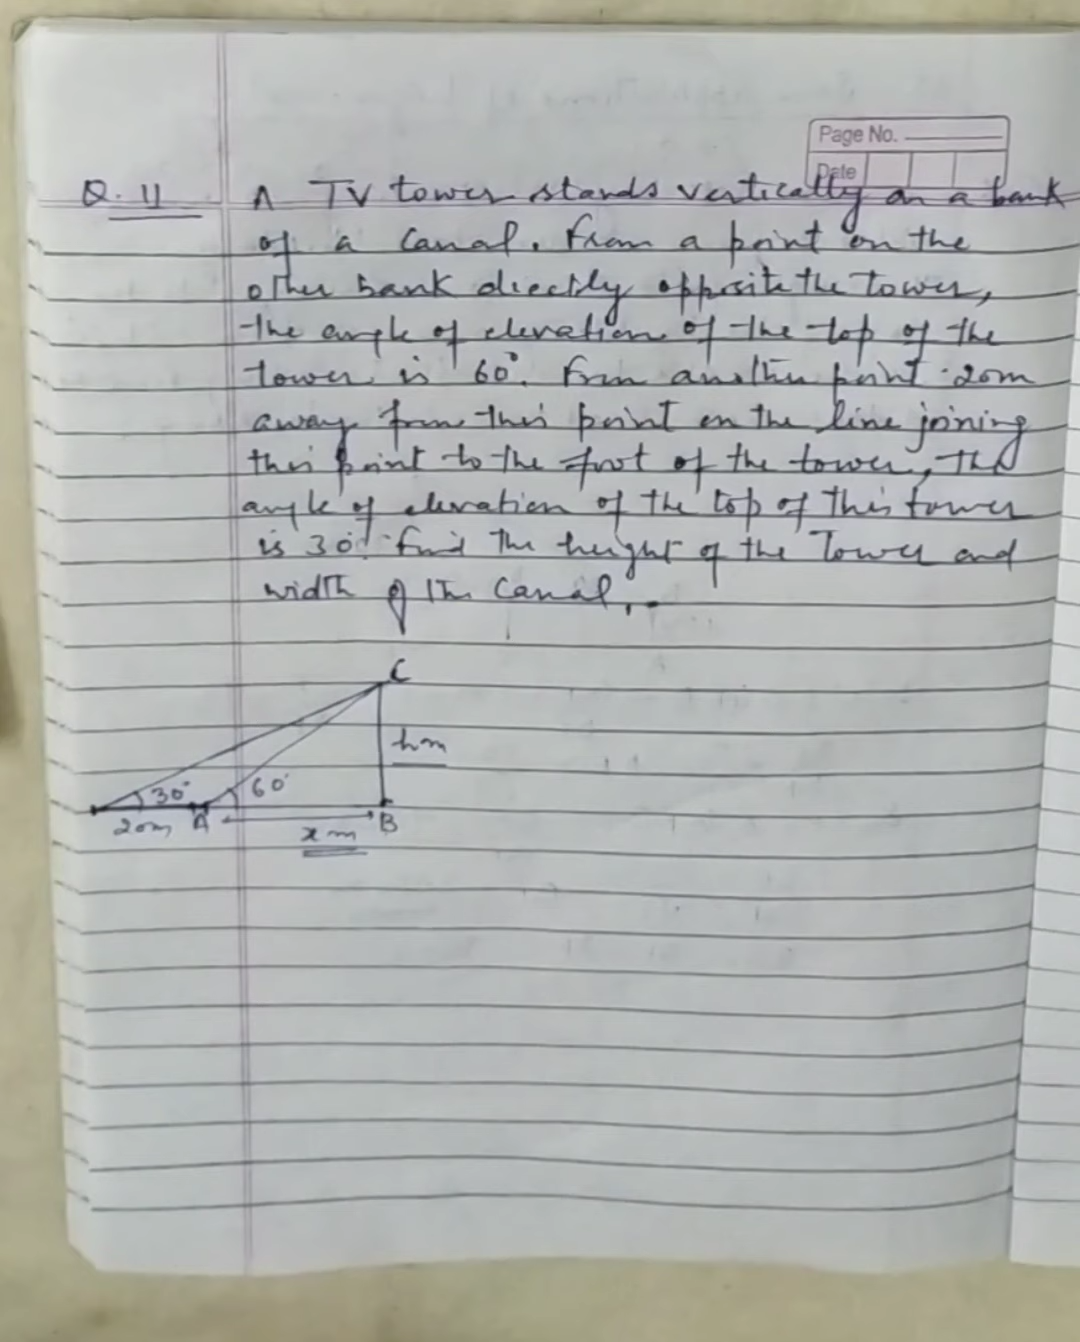 Page No.
Date
Q. 11 A TV tower stands vertically on a bank
of a canal. From a point on the
other bank directly opposite the tower,
the angle of elevation of the top of the
tower is 60°. From another point 20m
away from this point on the line joining
this point to the foot of the tower, the
angle of elevation of the top of this tower
is 30°. find the height of the Tower and
width of the canal.
C
hm
30° 60°
20m A x m B